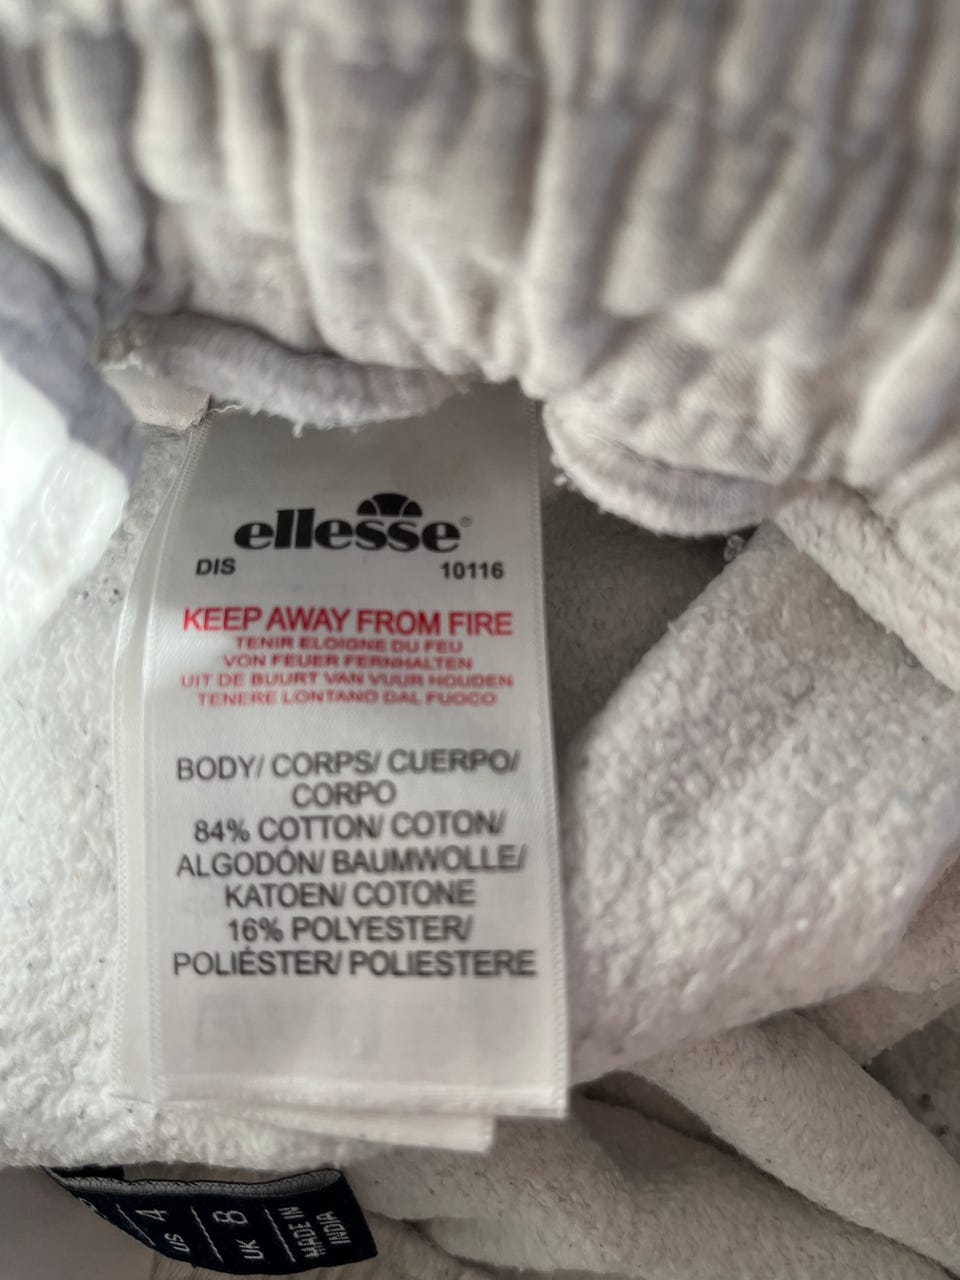 ellesse®
DIS 10116
KEEP AWAY FROM FIRE
TENIR ELOIGNE DU FEU
VON FEUER FERNHALTEN
UIT DE BUURT VAN VUUR HOUDEN
TENERE LONTANO DAL FUOCO
BODY/ CORPS/ CUERPO/
CORPO
84% COTTON/ COTON/
ALGODÓN/ BAUMWOLLE/
KATOEN/ COTONE
16% POLYESTER/
POLIÉSTER/ POLIESTERE
US 4
UK 8
MADE IN
INDIA